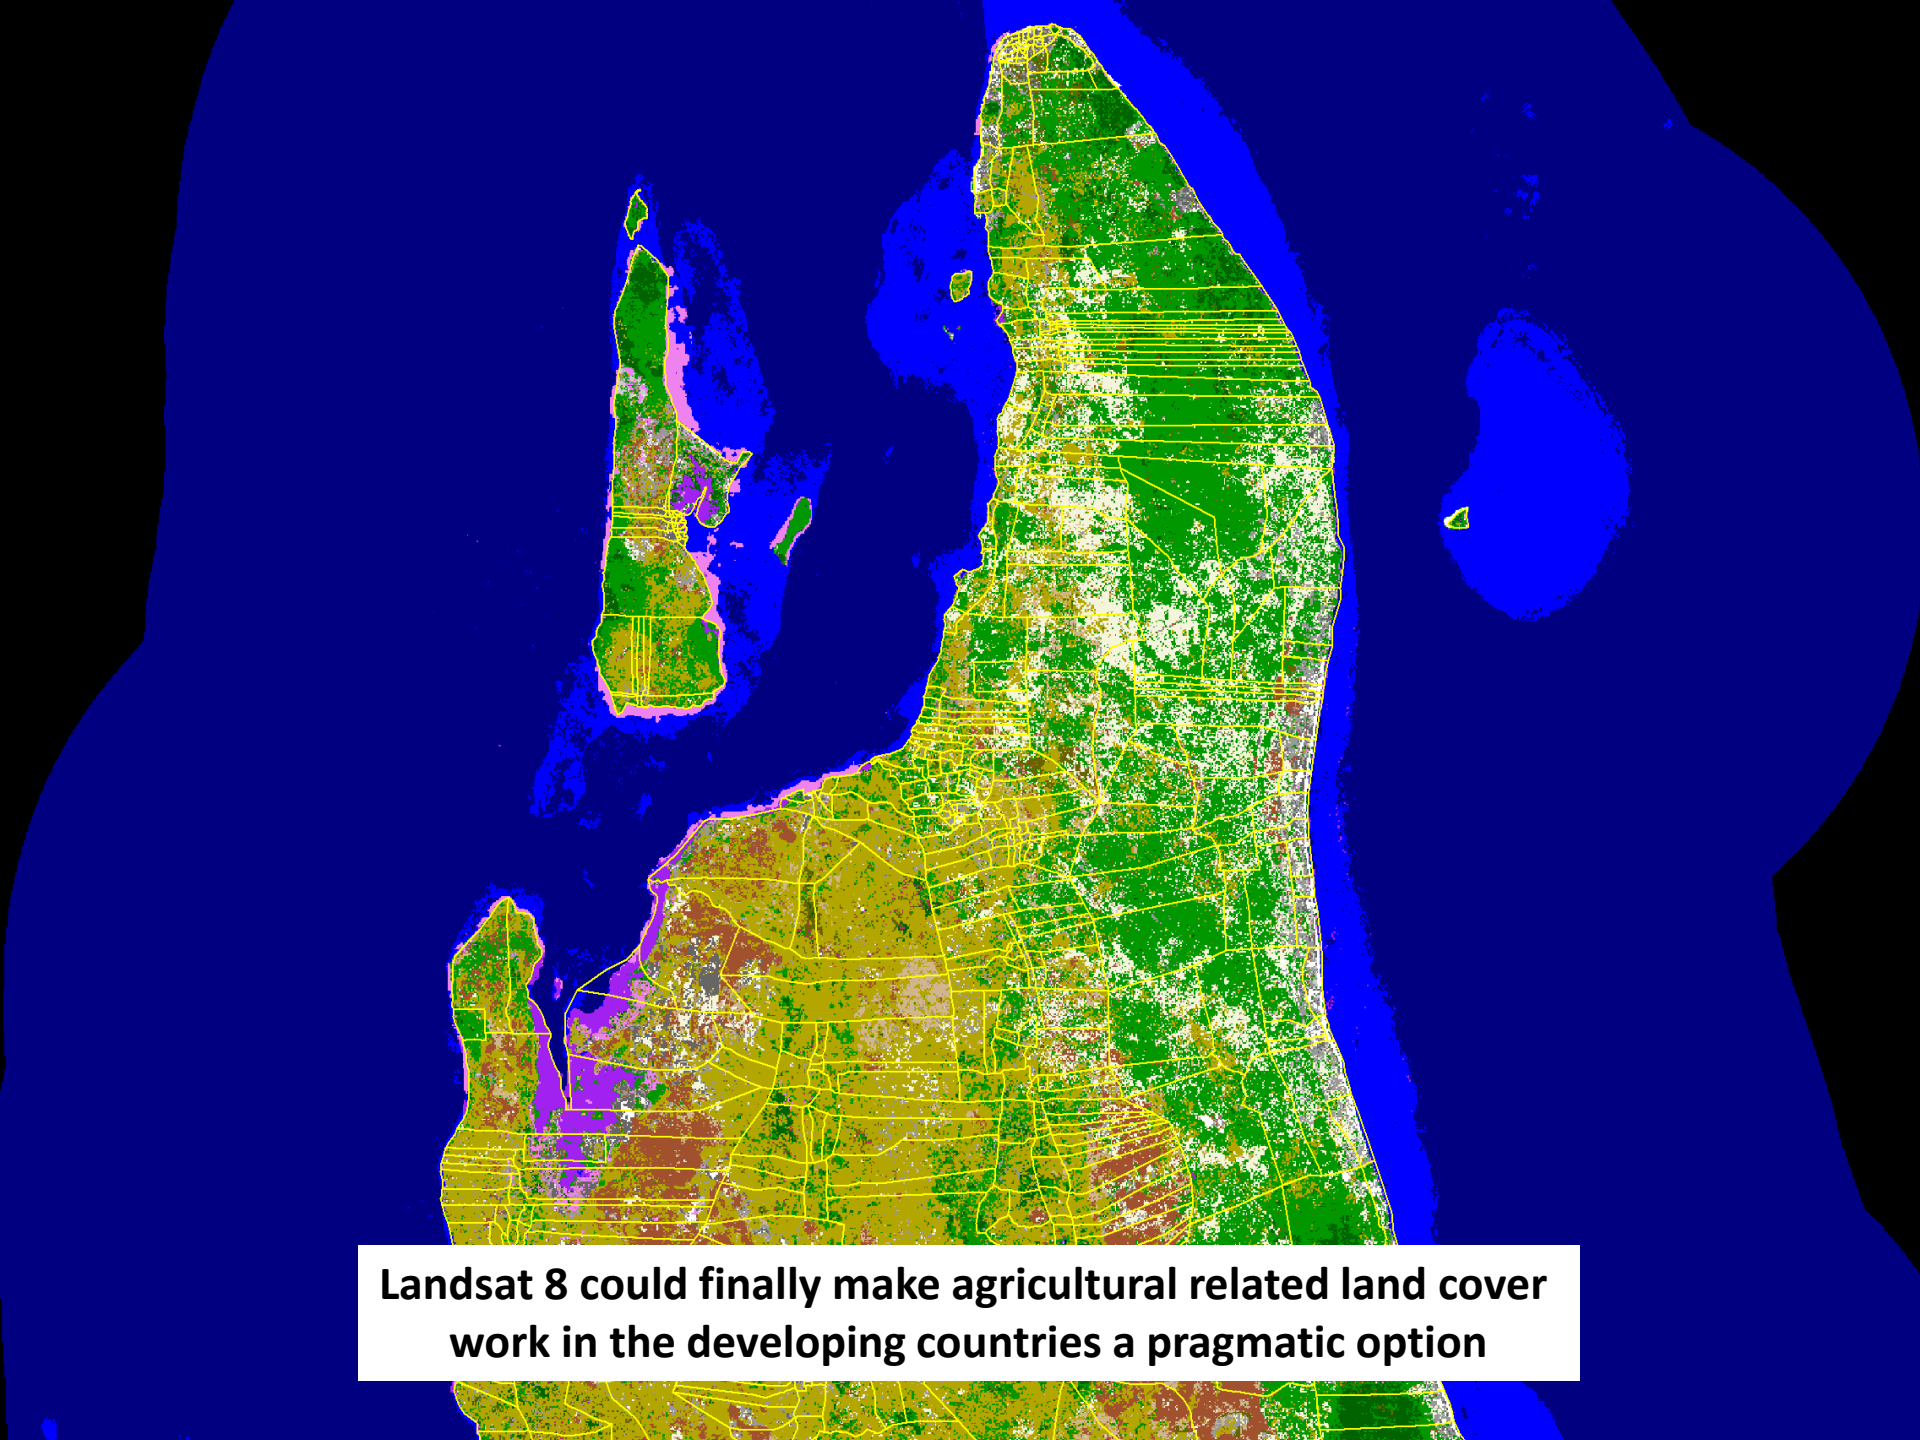 Landsat 8 could finally make agricultural related land cover
work in the developing countries a pragmatic option